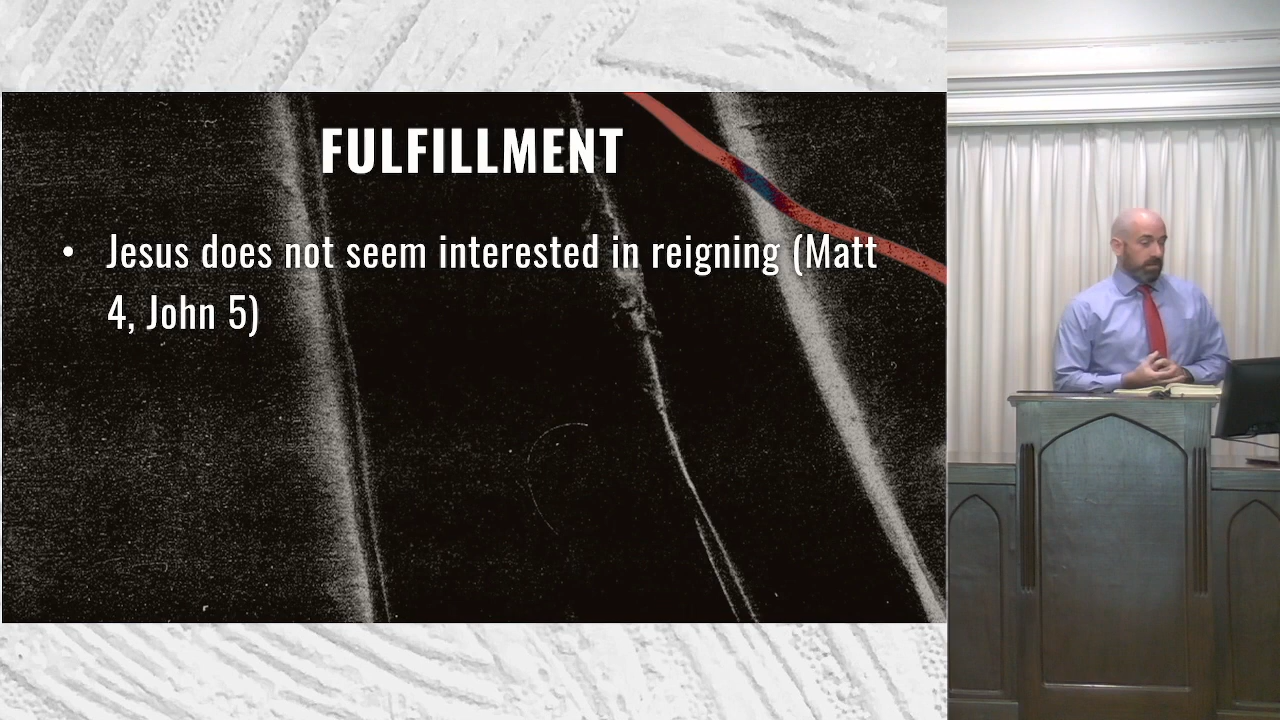 FULFILLMENT
• Jesus does not seem interested in reigning (Matt
4, John 5)